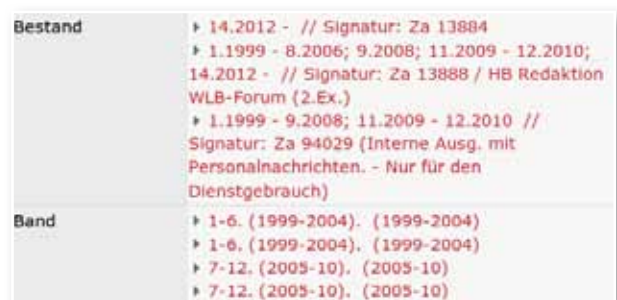 Bestand
14.2012 - // Signatur: Za 13884
1.1999 - 8.2006; 9.2008; 11.2009 - 12.2010;
14.2012 - // Signatur: Za 13888 / HB Redaktion
WLB-Forum (2.Ex.)
1.1999 - 9.2008; 11.2009 - 12.2010 //
Signatur: Za 94029 (Interne Ausg. mit
Personalnachrichten. - Nur für den
Dienstgebrauch)
Band
1-6. (1999-2004). (1999-2004)
1-6. (1999-2004). (1999-2004)
7-12. (2005-10). (2005-10)
7-12. (2005-10). (2005-10)